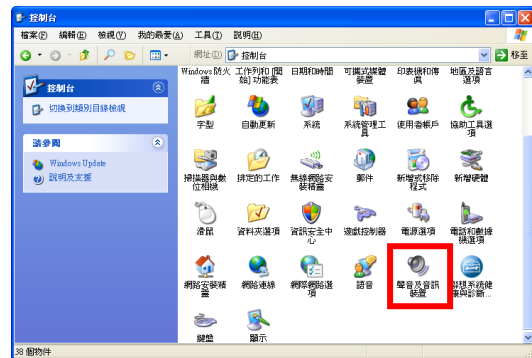 控制台
檔案(F) 編輯(E) 檢視(V) 我的最愛(A) 工具(T) 說明(H)
網址(D) 控制台 移至
控制台
切換到類別目錄檢視
請參閱
Windows Update
說明及支援
Windows 防火牆
工作列和 [開始] 功能表
日期和時間
可攜式媒體裝置
印表機和傳真
地區及語言選項
字型
自動更新
系統
系統管理工具
使用者帳戶
協助工具選項
掃描器與數位相機
排定的工作
無線網路安裝精靈
郵件
新增或移除程式
新增硬體
滑鼠
資料夾選項
資訊安全中心
遊戲控制器
電源選項
電話和數據機選項
網路安裝精靈
網路連線
網際網路選項
語音
聲音及音訊裝置
聯想系統健康與診斷...
鍵盤
顯示
38 個物件